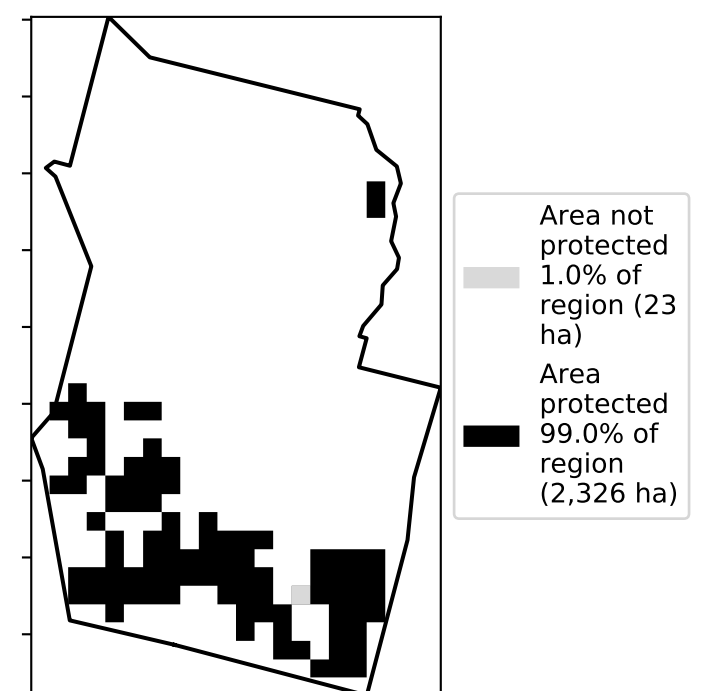 Area not
protected
1.0% of
region (23
ha)
Area
protected
99.0% of
region
(2,326 ha)